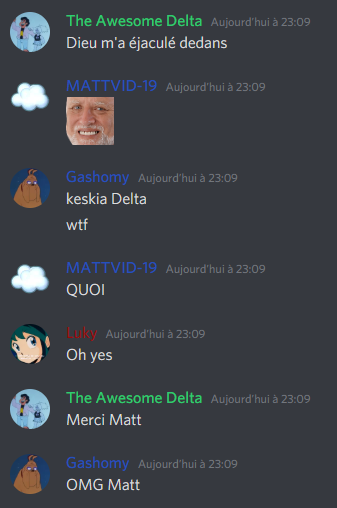 The Awesome Delta Aujourd'hui à 23:09
Dieu m'a éjaculé dedans
MATTVID-19 Aujourd'hui à 23:09
Gashomy Aujourd'hui à 23:09
keskia Delta
wtf
MATTVID-19 Aujourd'hui à 23:09
QUOI
Luky Aujourd'hui à 23:09
Oh yes
The Awesome Delta Aujourd'hui à 23:09
Merci Matt
Gashomy Aujourd'hui à 23:09
OMG Matt